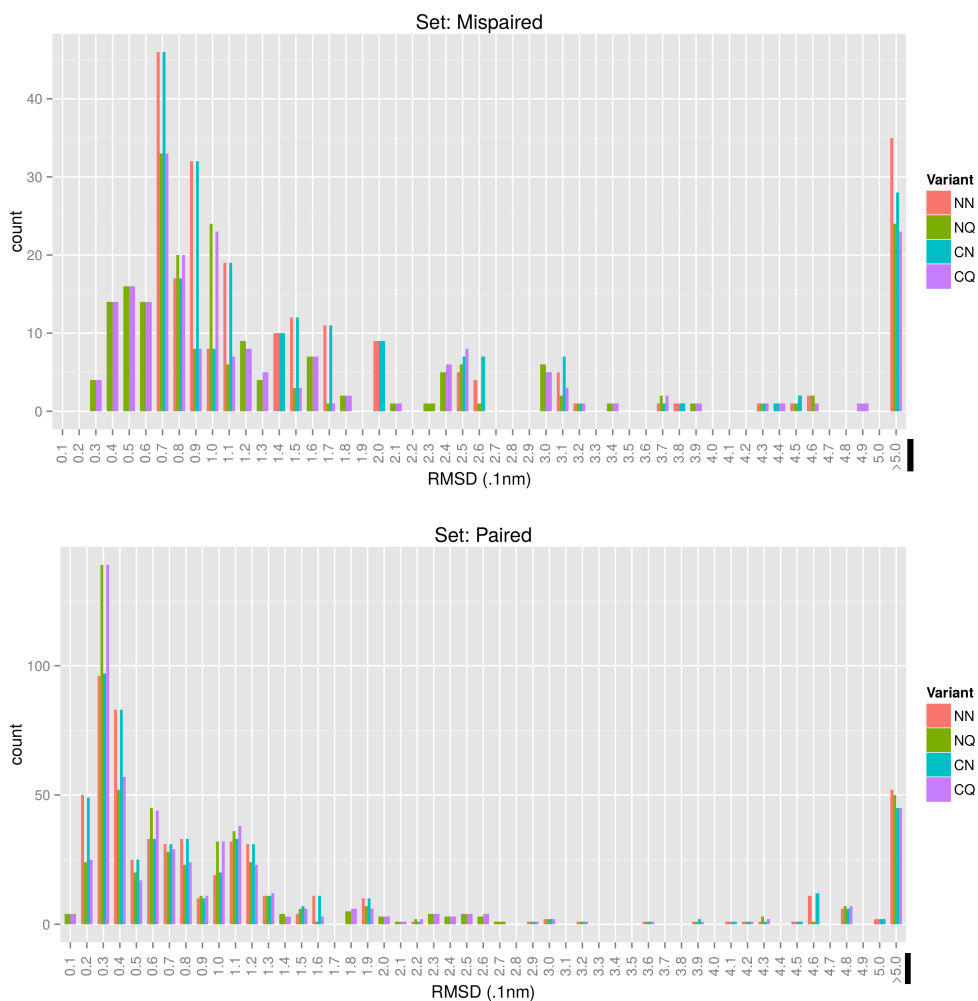 Set: Mispaired
count
40
30
20
10
0
0.1 0.2 0.3 0.4 0.5 0.6 0.7 0.8 0.9 1.0 1.1 1.2 1.3 1.4 1.5 1.6 1.7 1.8 2.0 2.1 2.3 2.4 2.5 2.6 2.7 2.8 2.9 3.0 3.1 3.2 3.3 3.4 3.5 3.6 3.7 3.8 3.9 4.0 4.1 4.2 4.3 4.4 4.5 4.6 4.7 4.8 4.9 5.0 >5.0
RMSD (.1nm)
Variant
NN
NQ
CN
CQ
Set: Paired
count
100
50
0
0.1 0.2 0.3 0.4 0.5 0.6 0.7 0.8 0.9 1.0 1.1 1.2 1.3 1.4 1.5 1.6 1.7 1.8 1.9 2.0 2.1 2.2 2.3 2.4 2.5 2.6 2.7 2.8 2.9 3.0 3.1 3.2 3.3 3.4 3.5 3.6 3.7 3.8 3.9 4.0 4.1 4.2 4.3 4.4 4.5 4.6 4.7 4.8 5.0 >5.0
RMSD (.1nm)
Variant
NN
NQ
CN
CQ